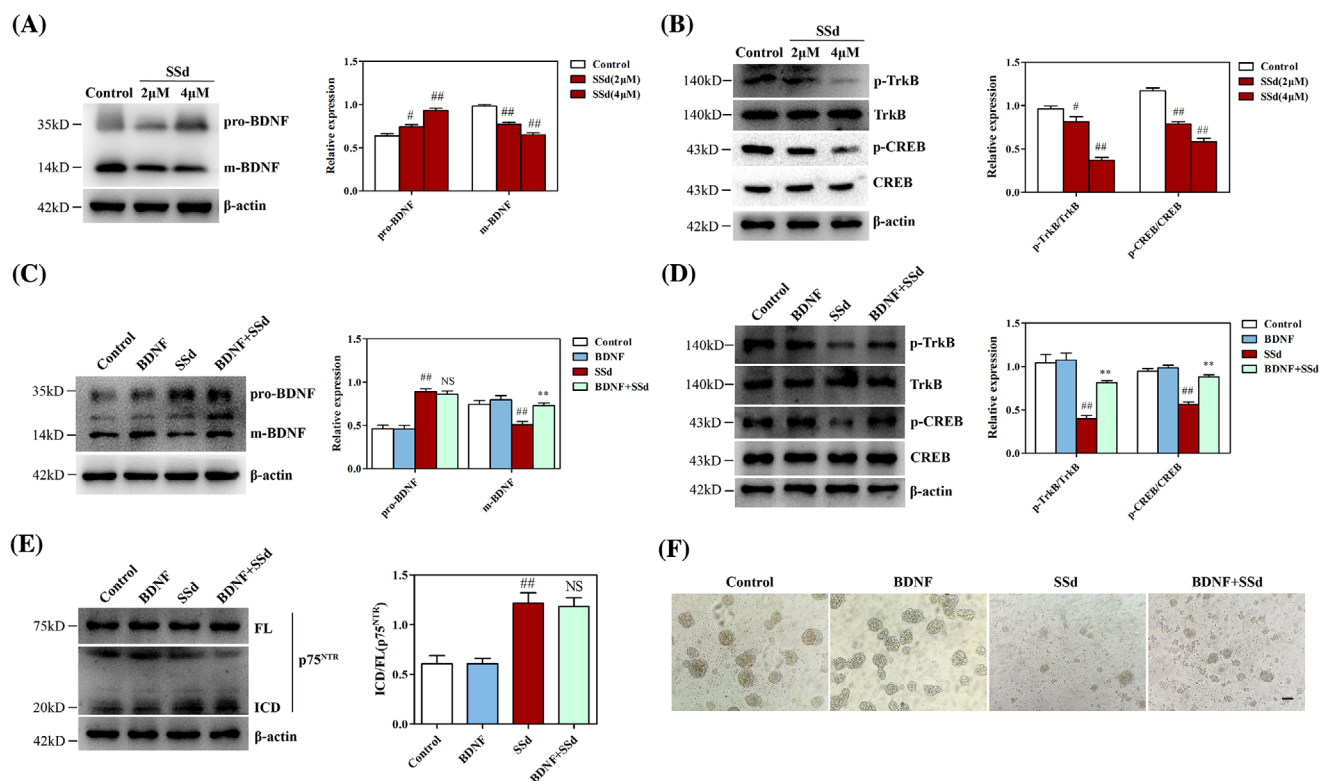 (A)
SSd
Control 2μM 4μM
35kD
pro-BDNF
14kD
m-BDNF
42kD
β-actin
Relative expression
1.5
1.0
0.5
0.0
# ## ## ##
pro-BDNF
m-BDNF
Control
SSd(2μM)
SSd(4μM)
(B)
SSd
Control 2μM 4μM
140kD
p-TrkB
140kD
TrkB
43kD
p-CREB
43kD
CREB
42kD
β-actin
Relative expression
1.5
1.0
0.5
0.0
# ## ## ##
p-TrkB/TrkB
p-CREB/CREB
Control
SSd(2μM)
SSd(4μM)
(C)
Control BDNF SSd BDNF+SSd
35kD
pro-BDNF
14kD
m-BDNF
42kD
β-actin
Relative expression
1.5
1.0
0.5
0.0
## NS ## **
pro-BDNF
m-BDNF
Control
BDNF
SSd
BDNF+SSd
(D)
Control BDNF SSd BDNF+SSd
140kD
p-TrkB
140kD
TrkB
43kD
p-CREB
43kD
CREB
42kD
β-actin
Relative expression
1.5
1.0
0.5
0.0
## ** ## **
p-TrkB/TrkB
p-CREB/CREB
Control
BDNF
SSd
BDNF+SSd
(E)
Control BDNF SSd BDNF+SSd
75kD
FL
p75NTR
20kD
ICD
42kD
β-actin
ICD/FL(p75NTR)
1.5
1.0
0.5
0.0
## NS
Control BDNF SSd BDNF+SSd
(F)
Control BDNF SSd BDNF+SSd